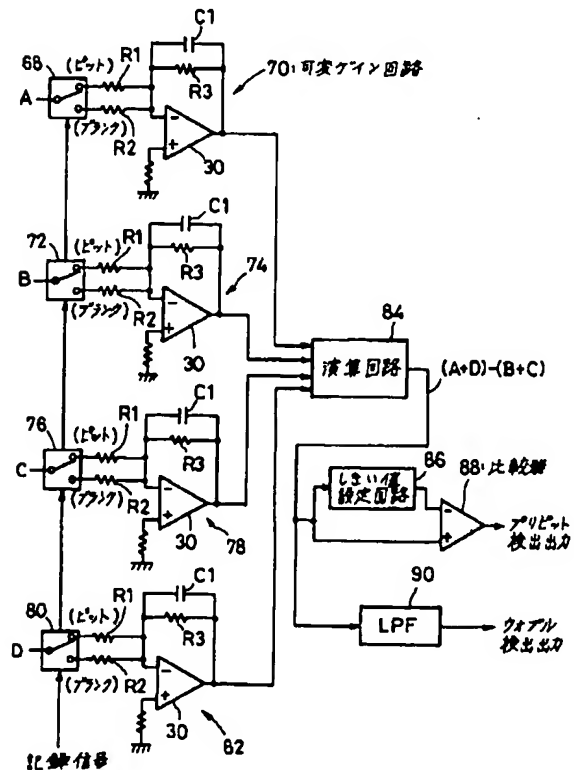 C1
68
(ピット)
R1
A
R3
70:可変ゲイン回路
(ブランク)
R2
30
C1
72
(ピット)
R1
B
R3
74
(ブランク)
R2
30
84
演算回路
(A+D)-(B+C)
C1
76
(ピット)
R1
C
R3
(ブランク)
R2
30
78
86
しきい値
設定回路
88:比較器
プリピット
検出出力
C1
80
(ピット)
R1
D
R3
(ブランク)
R2
30
82
90
LPF
ウォブル
検出出力
記録信号